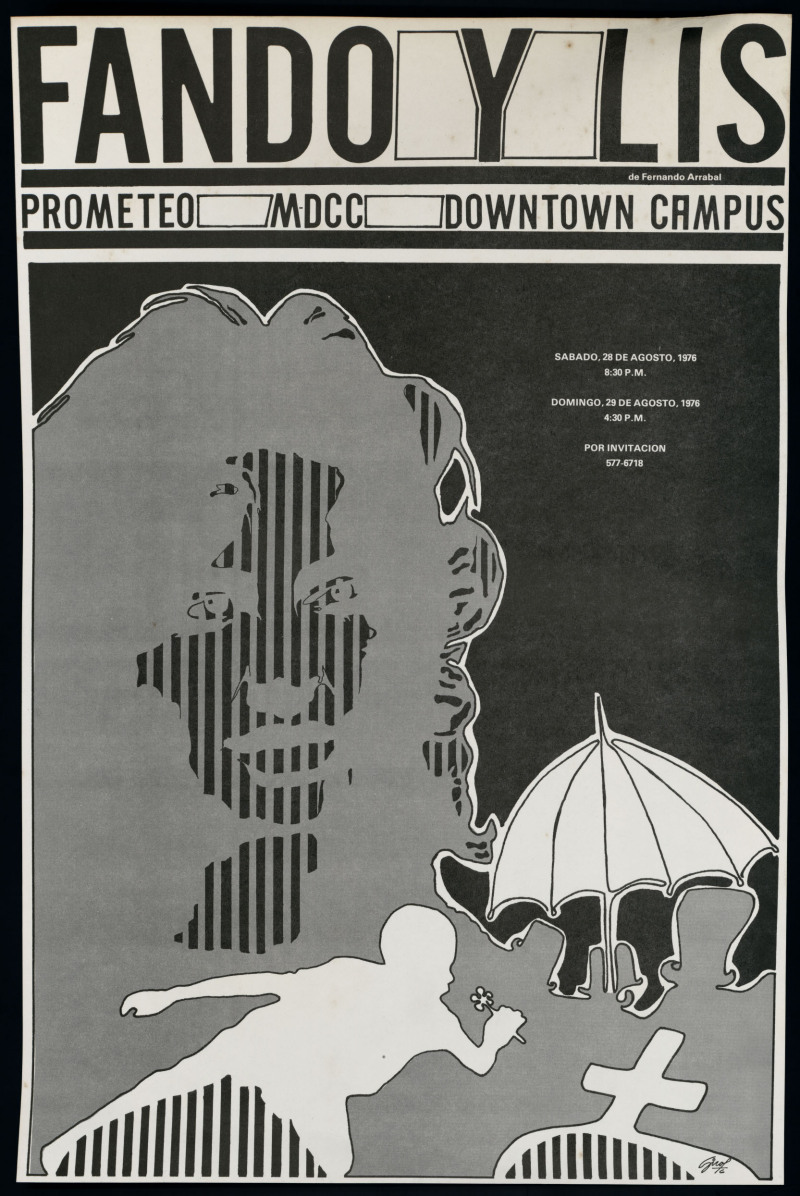 FANDO Y LIS
de Fernando Arrabal
PROMETEO M-DCC DOWNTOWN CAMPUS
SABADO, 28 DE AGOSTO, 1976
8:30 P.M.
DOMINGO, 29 DE AGOSTO, 1976
4:30 P.M.
POR INVITACION
577-6718